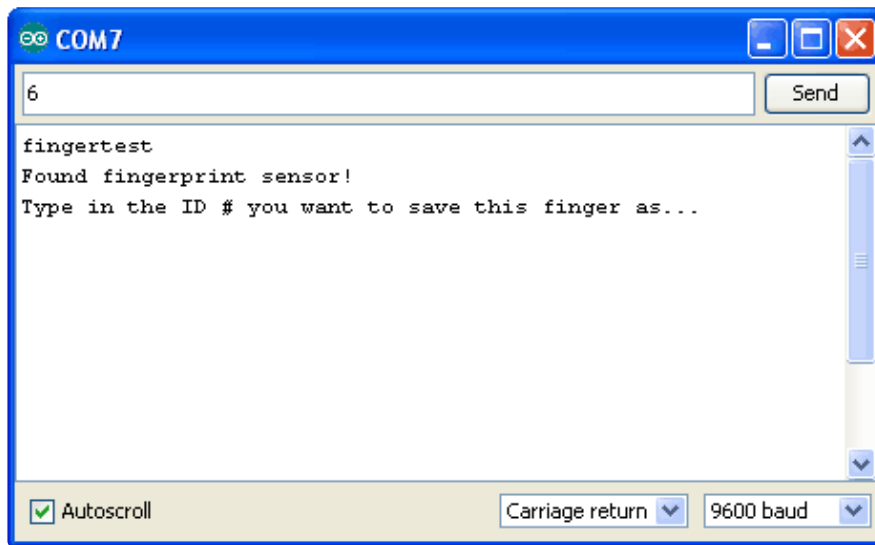 COM7
6
Send
fingertest
Found fingerprint sensor!
Type in the ID # you want to save this finger as...
Autoscroll
Carriage return
9600 baud